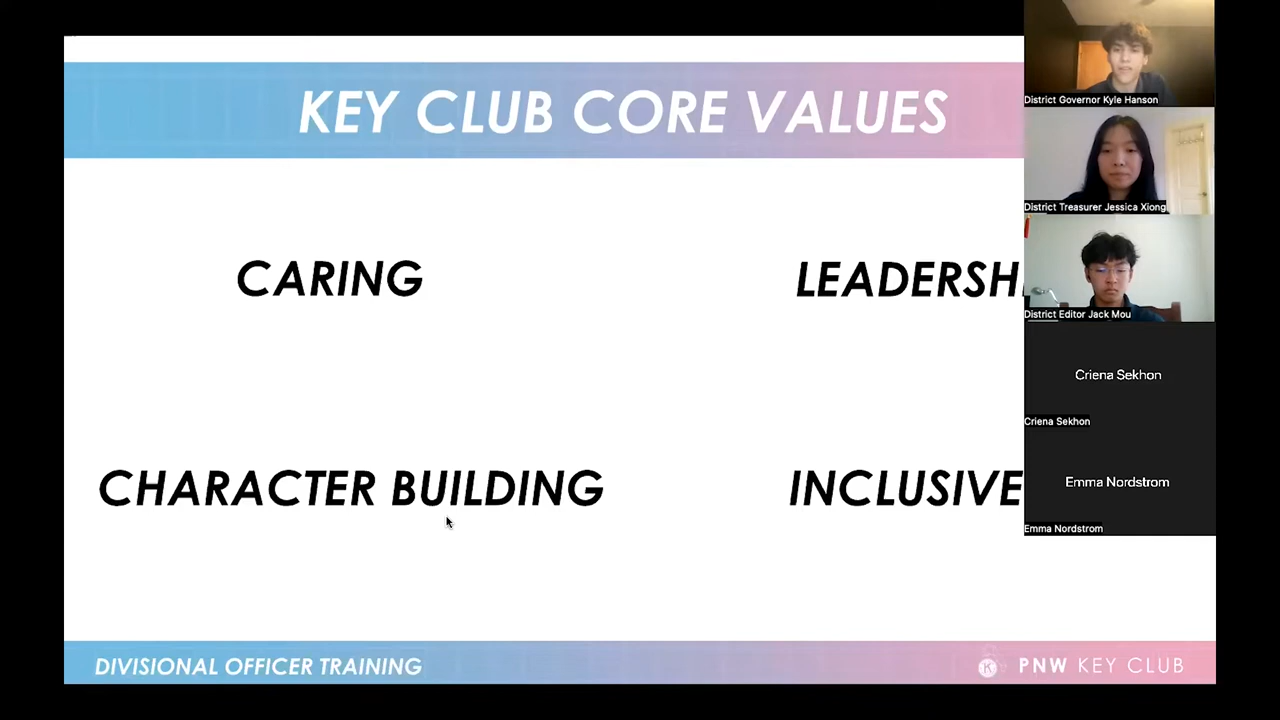 KEY CLUB CORE VALUES
CARING
LEADERSHI
CHARACTER BUILDING
INCLUSIVE
DIVISIONAL OFFICER TRAINING
PNW KEY CLUB
District Governor Kyle Hanson
District Treasurer Jessica Xiong
District Editor Jack Mou
Criena Sekhon
Criena Sekhon
Emma Nordstrom
Emma Nordstrom